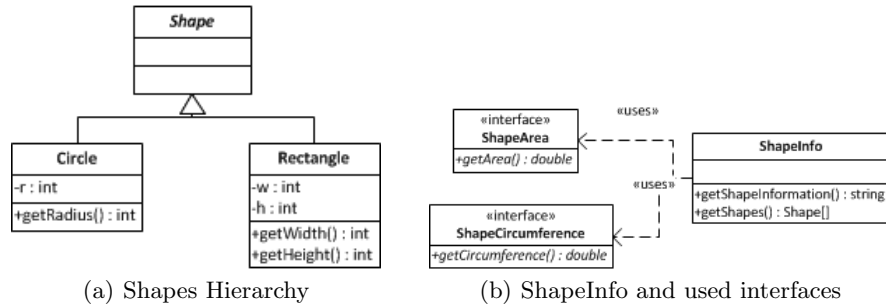 Shape
Circle
-r : int
+getRadius() : int
Rectangle
-w : int
-h : int
+getWidth() : int
+getHeight() : int
(a) Shapes Hierarchy
«interface»
ShapeArea
+getArea() : double
«uses»
«uses»
«interface»
ShapeCircumference
+getCircumference() : double
ShapeInfo
+getShapeInformation() : string
+getShapes() : Shape[]
(b) ShapeInfo and used interfaces